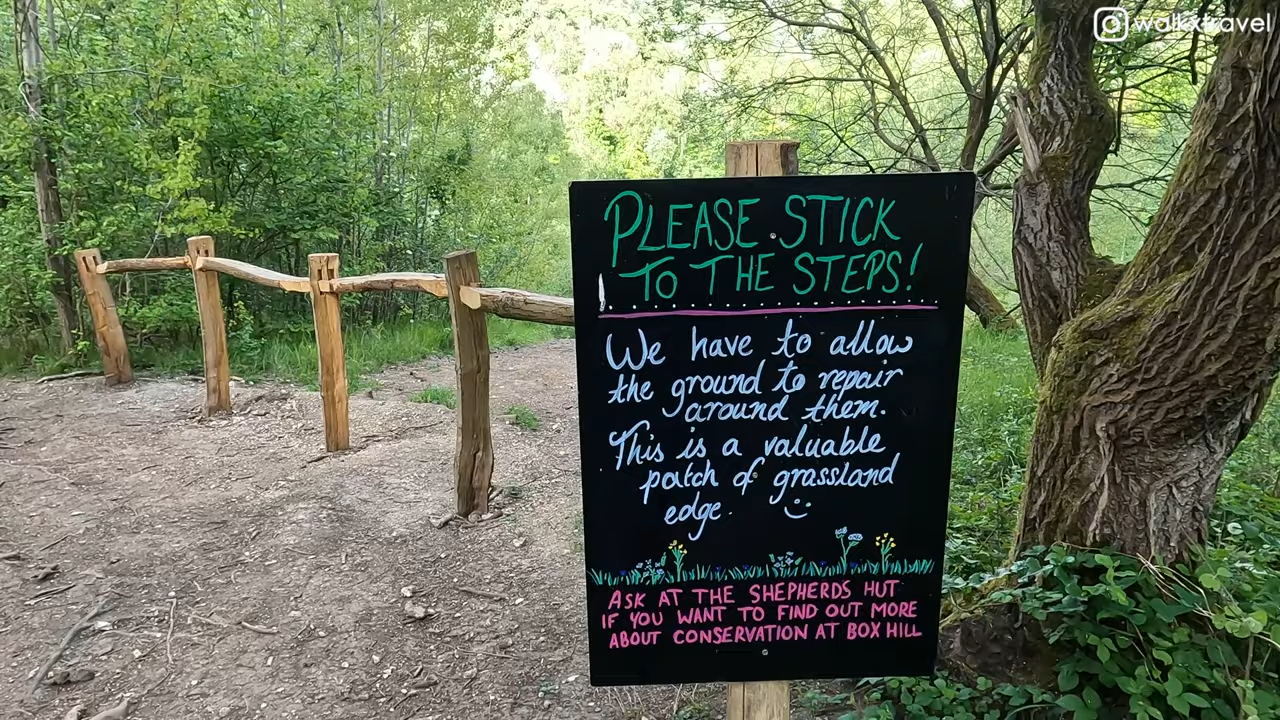 walkxtravel
PLEASE STICK
TO THE STEPS!
We have to allow
the ground to repair
around them.
This is a valuable
patch of grassland
edge.
ASK AT THE SHEPHERDS HUT
IF YOU WANT TO FIND OUT MORE
ABOUT CONSERVATION AT BOX HILL